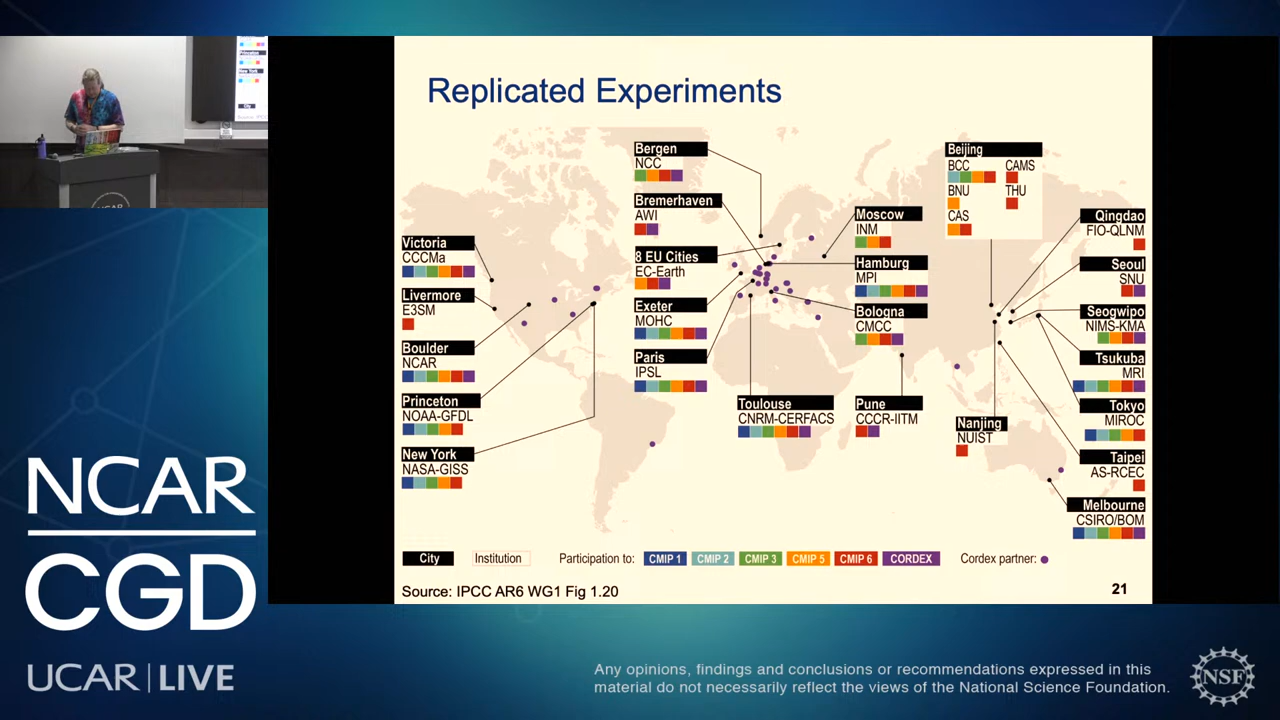 Replicated Experiments
Victoria
CCCMa
Livermore
E3SM
Boulder
NCAR
Princeton
NOAA-GFDL
New York
NASA-GISS
Bergen
NCC
Bremerhaven
AWI
8 EU Cities
EC-Earth
Exeter
MOHC
Paris
IPSL
Toulouse
CNRM-CERFACS
Moscow
INM
Hamburg
MPI
Bologna
CMCC
Pune
CCCR-IITM
Beijing
BCC CAMS
BNU THU
CAS
Nanjing
NUIST
Qingdao
FIO-QLNM
Seoul
SNU
Seogwipo
NIMS-KMA
Tsukuba
MRI
Tokyo
MIROC
Taipei
AS-RCEC
Melbourne
CSIRO/BOM
City Institution Participation to: CMIP 1 CMIP 2 CMIP 3 CMIP 5 CMIP 6 CORDEX Cordex partner:
Source: IPCC AR6 WG1 Fig 1.20
21
NCAR
NCAR
CGD
UCAR | LIVE
Any opinions, findings and conclusions or recommendations expressed in this
material do not necessarily reflect the views of the National Science Foundation.
NSF